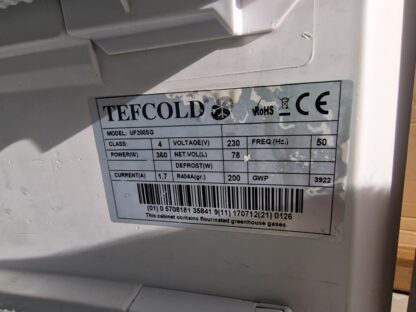 TEFCOLD RoHS CE
MODEL: UF200SG
CLASS: 4 VOLTAGE(V) 230 FREQ.(Hz.) 50
POWER(W) 360 NET.VOL(L) 78
DEFROST(W)
CURRENT(A) 1.7 R404A(gr.) 200 GWP 3922
(01) 0 5708181 35841 9(11) 170712(21) 0126
This cabinet contains flourinated greenhouse gases.